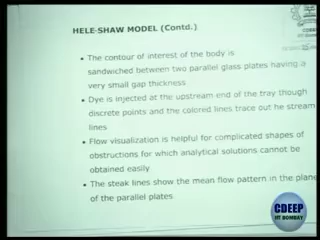 HELE-SHAW MODEL (Contd.)
• The contour of interest of the body is
sandwiched between two parallel glass plates having a
very small gap thickness
• Dye is injected at the upstream end of the tray though
discrete points and the colored lines trace out he stream
lines
• Flow visualization is helpful for complicated shapes of
obstructions for which analytical solutions cannot be
obtained easily
• The steak lines show the mean flow pattern in the plane
of the parallel plates
CDEEP
IIT BOMBAY